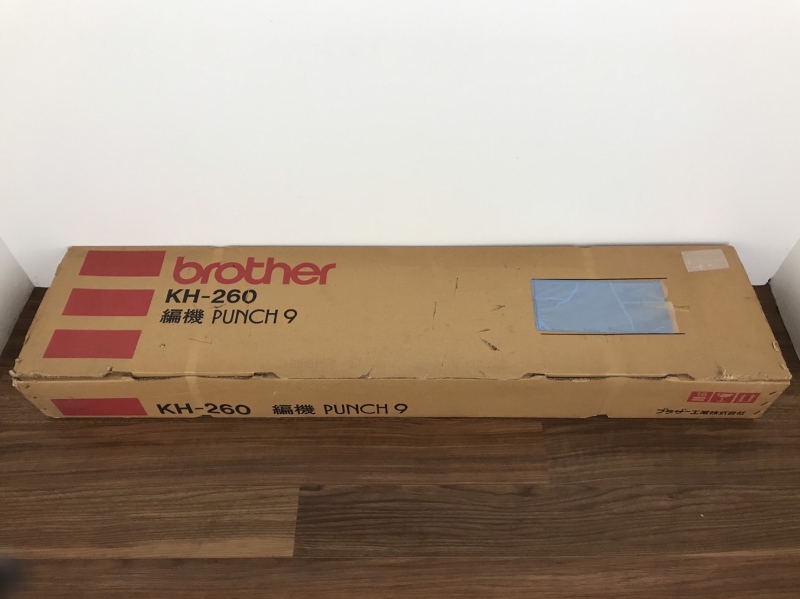 brother
KH-260
編機 PUNCH 9
KH-260 編機 PUNCH 9
ブラザー工業株式会社